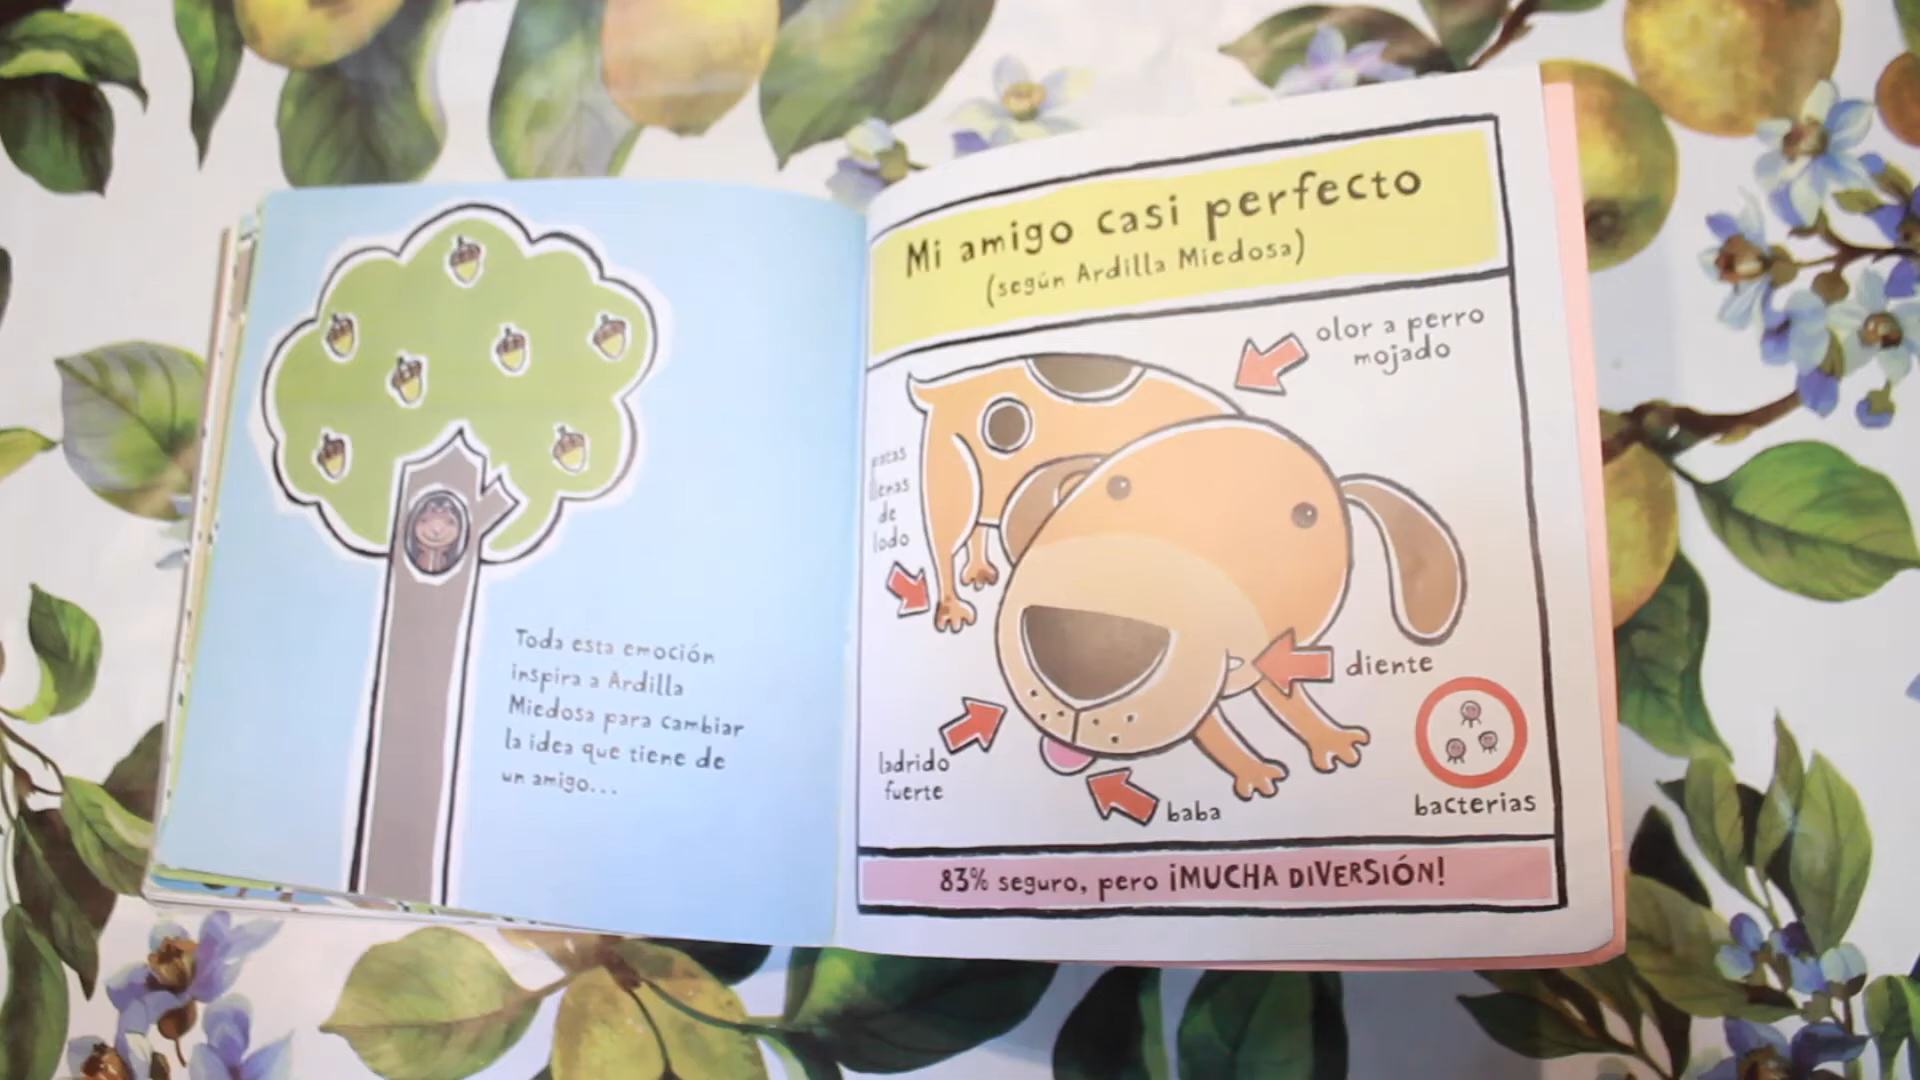 Toda esta emoción
inspira a Ardilla
Miedosa para cambiar
la idea que tiene de
un amigo...
Mi amigo casi perfecto
(según Ardilla Miedosa)
olor a perro
mojado
patas
llenas
de
lodo
diente
ladrido
fuerte
baba
bacterias
83% seguro, pero ¡MUCHA DIVERSIÓN!